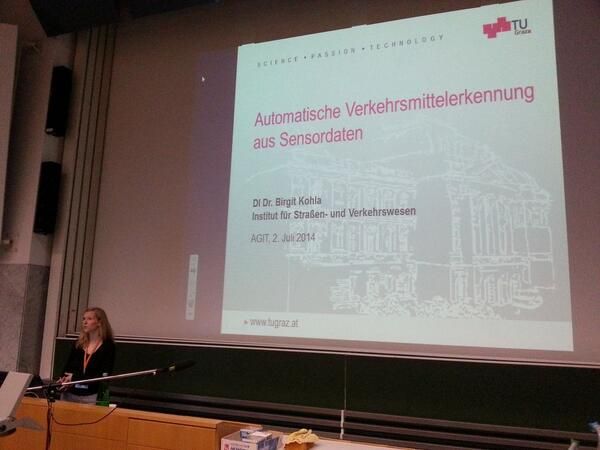 TU
Graz
SCIENCE • PASSION • TECHNOLOGY
Automatische Verkehrsmittelerkennung
aus Sensordaten
DI Dr. Birgit Kohla
Institut für Straßen- und Verkehrswesen
AGIT, 2. Juli 2014
www.tugraz.at